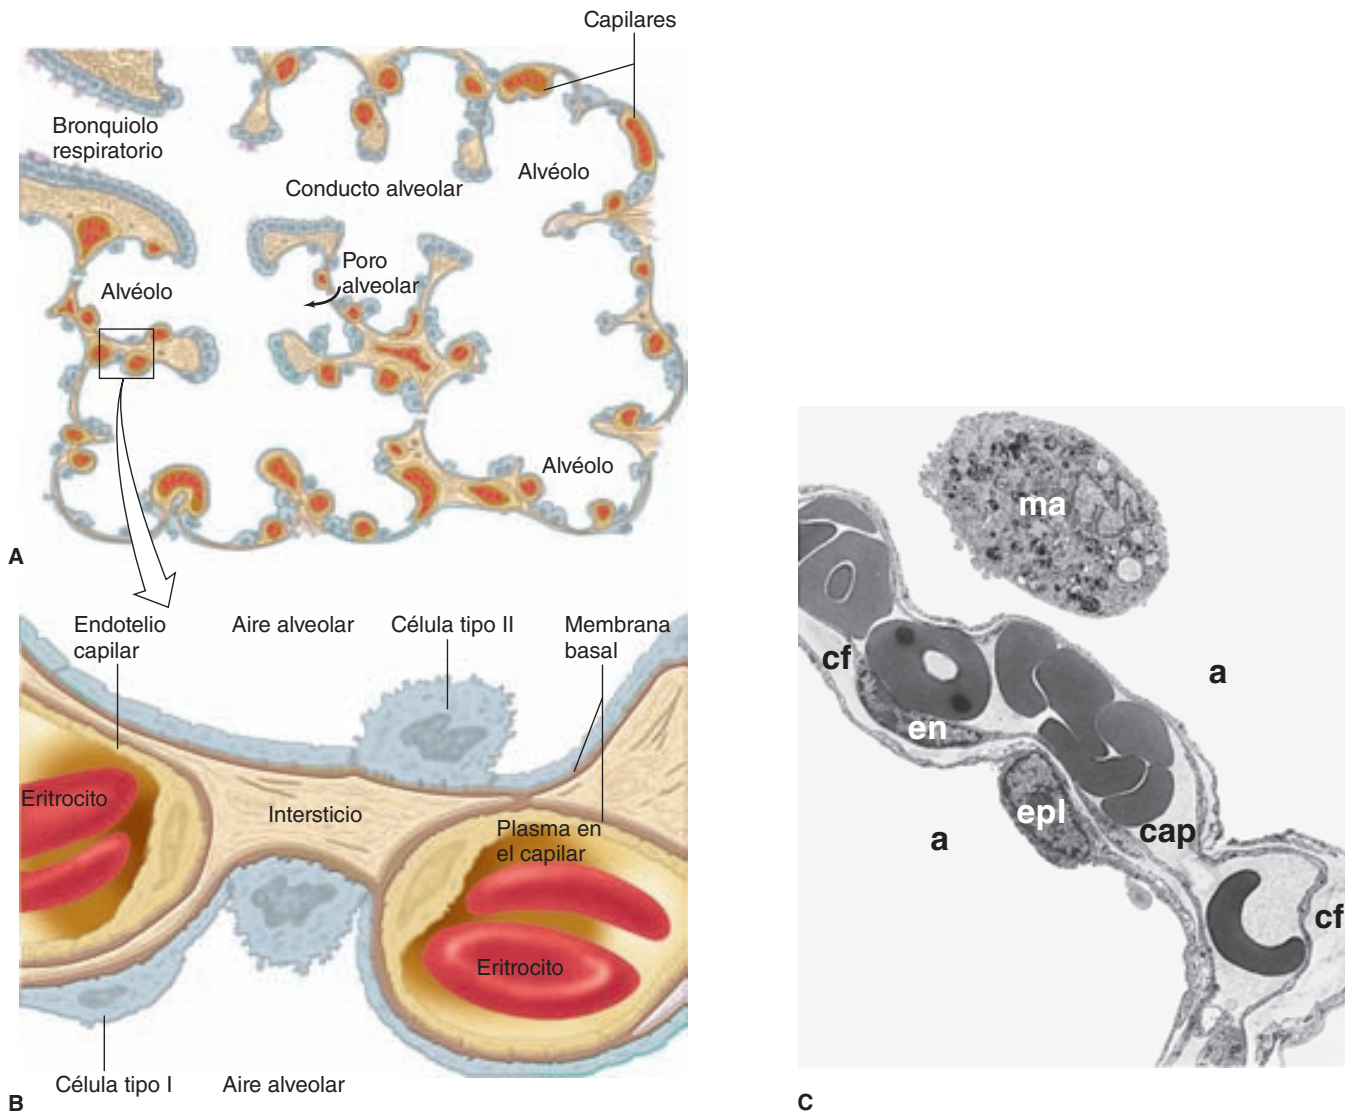 Capilares
Bronquiolo
respiratorio
Alvéolo
Conducto alveolar
Poro
alveolar
Alvéolo
Alvéolo
A
Endotelio
capilar
Aire alveolar
Célula tipo II
Membrana
basal
Eritrocito
Intersticio
Plasma en
el capilar
Eritrocito
Célula tipo I
Aire alveolar
B
ma
cf
a
en
epl
a
cap
cf
C